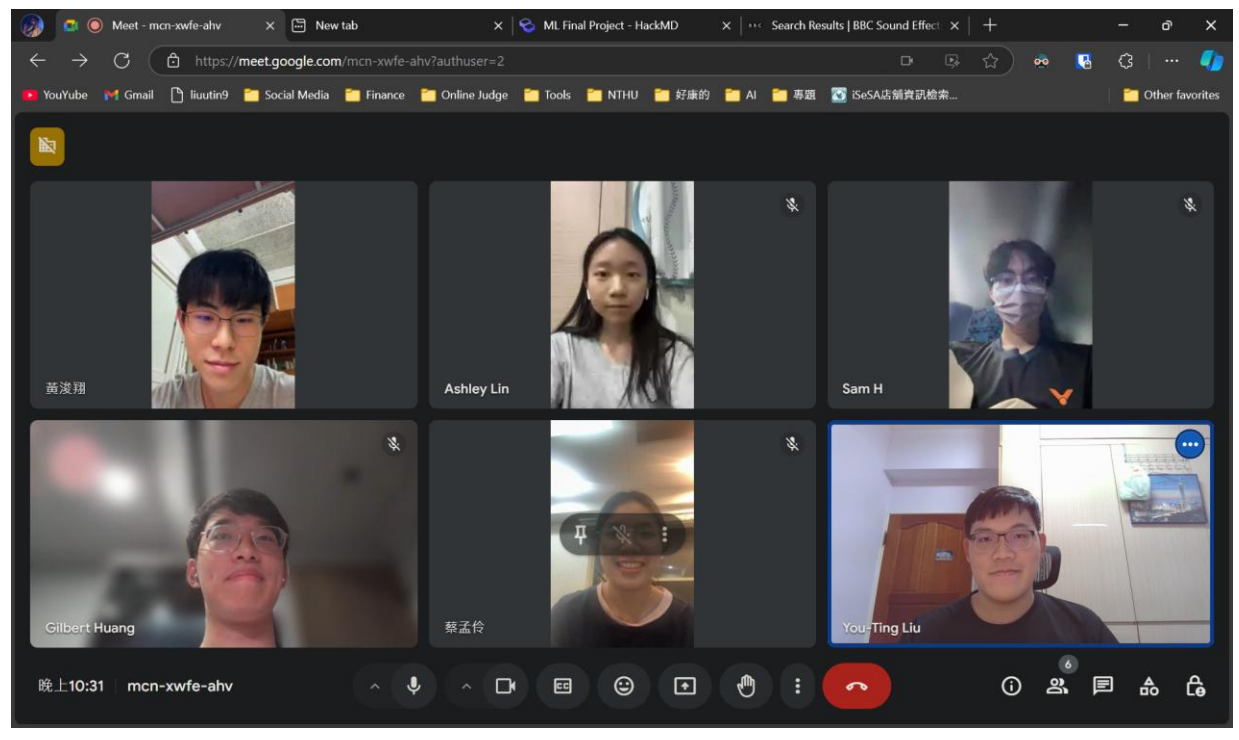 Meet - mcn-xwfe-ahv
New tab
ML Final Project - HackMD
Search Results | BBC Sound Effect
https://meet.google.com/mcn-xwfe-ahv?authuser=2
YouYube
Gmail
liuutin9
Social Media
Finance
Online Judge
Tools
NTHU
好康的
AI
專題
iSeSA店舖資訊檢索...
Other favorites
黃浚翔
Ashley Lin
Sam H
Gilbert Huang
蔡孟伶
You-Ting Liu
晚上10:31
mcn-xwfe-ahv
CC
6